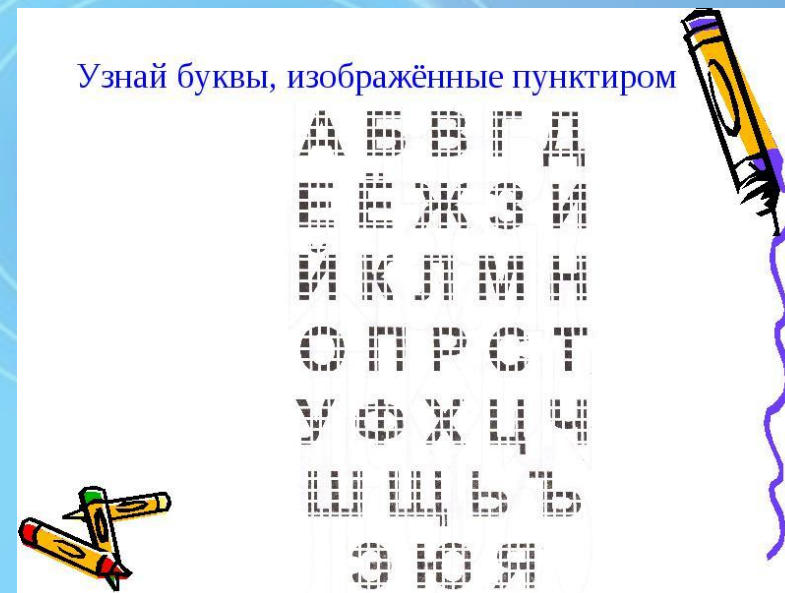 Узнай буквы, изображённые пунктиром
А Б В Г Д
Е Ё Ж З И
Й К Л М Н
О П Р С Т
У Ф Х Ц Ч
Ш Щ Ь Ъ
Э Ю Я